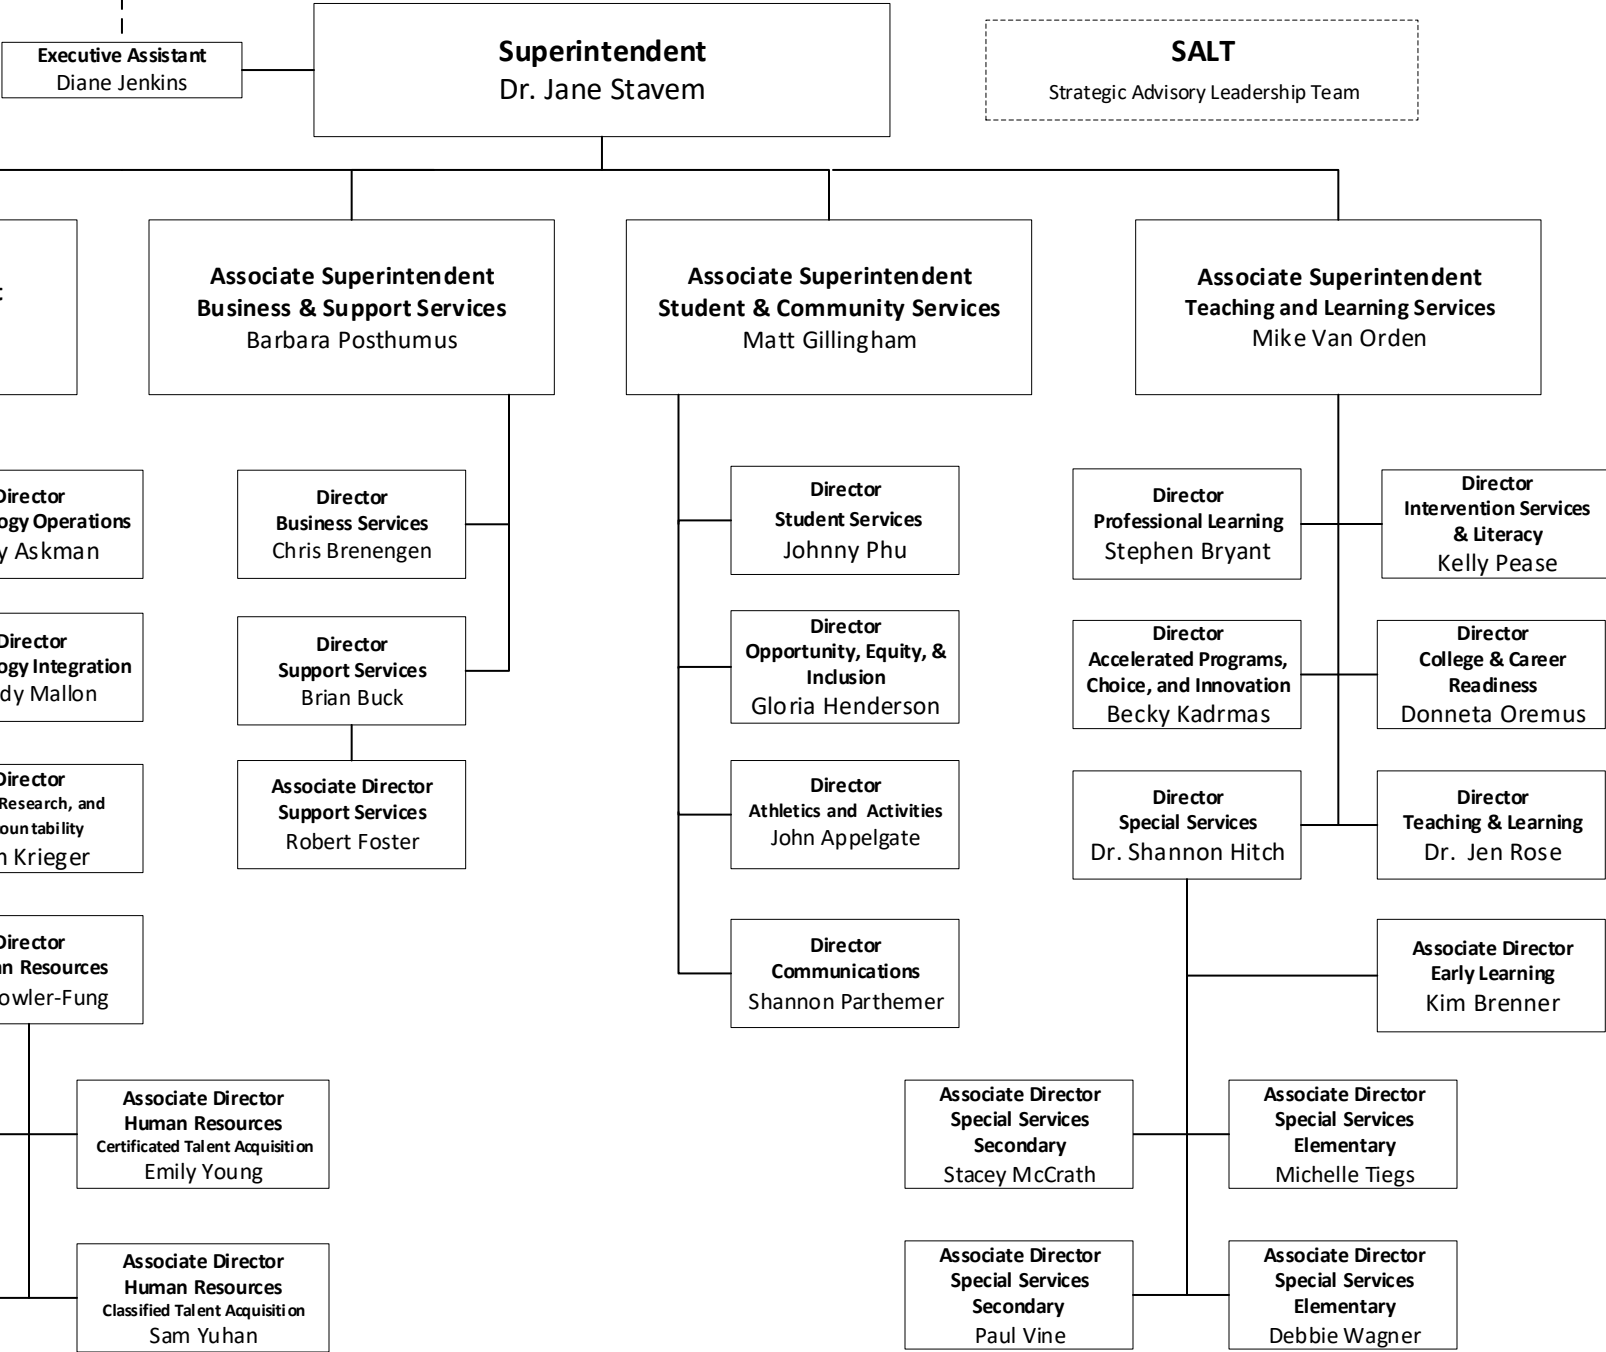 Executive Assistant
Diane Jenkins
Superintendent
Dr. Jane Stavem
SALT
Strategic Advisory Leadership Team
Associate Superintendent
Business & Support Services
Barbara Posthumus
Associate Superintendent
Student & Community Services
Matt Gillingham
Associate Superintendent
Teaching and Learning Services
Mike Van Orden
Director
Operations
Askman
Director
Business Services
Chris Brenengen
Director
Student Services
Johnny Phu
Director
Professional Learning
Stephen Bryant
Director
Intervention Services
& Literacy
Kelly Pease
Director
Integration
Mallon
Director
Support Services
Brian Buck
Director
Opportunity, Equity, &
Inclusion
Gloria Henderson
Director
Accelerated Programs,
Choice, and Innovation
Becky Kadrmas
Director
College & Career
Readiness
Donneta Oremus
Director
Research, and
Krieger
Associate Director
Support Services
Robert Foster
Director
Athletics and Activities
John Appelgate
Director
Special Services
Dr. Shannon Hitch
Director
Teaching & Learning
Dr. Jen Rose
Director
Resources
Director
Communications
Shannon Parthemer
Associate Director
Early Learning
Kim Brenner
Associate Director
Human Resources
Certificated Talent Acquisition
Emily Young
Associate Director
Special Services
Secondary
Stacey McCrath
Associate Director
Special Services
Elementary
Michelle Tiegs
Associate Director
Human Resources
Classified Talent Acquisition
Sam Yuhan
Associate Director
Special Services
Secondary
Paul Vine
Associate Director
Special Services
Elementary
Debbie Wagner